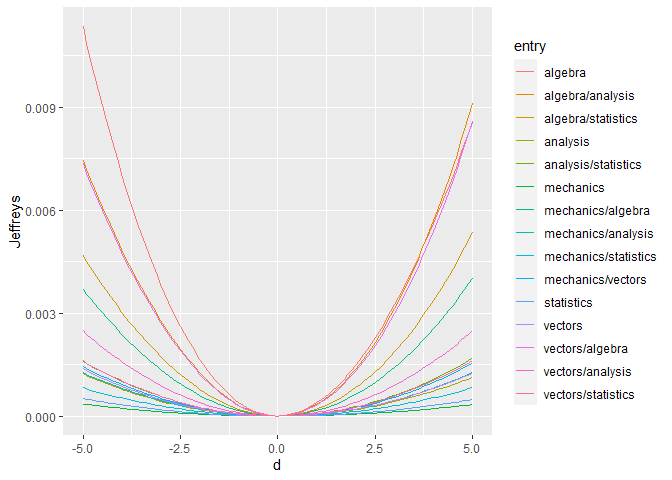 entry
algebra
algebra/analysis
algebra/statistics
analysis
analysis/statistics
mechanics
mechanics/algebra
mechanics/analysis
mechanics/statistics
mechanics/vectors
statistics
vectors
vectors/algebra
vectors/analysis
vectors/statistics
Jeffreys
0.009
0.006
0.003
0.000
-5.0 -2.5 0.0 2.5 5.0
d